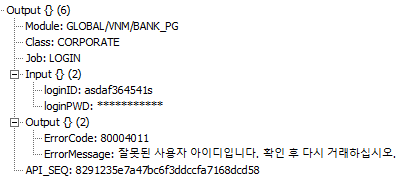 Output {} (6)
Module: GLOBAL/VNM/BANK_PG
Class: CORPORATE
Job: LOGIN
Input {} (2)
loginID: asdaf364541s
loginPWD: ***********
Output {} (2)
ErrorCode: 80004011
ErrorMessage: 잘못된 사용자 아이디입니다. 확인 후 다시 거래하십시오.
API_SEQ: 8291235e7a47bc6f3ddccfa7168dcd58